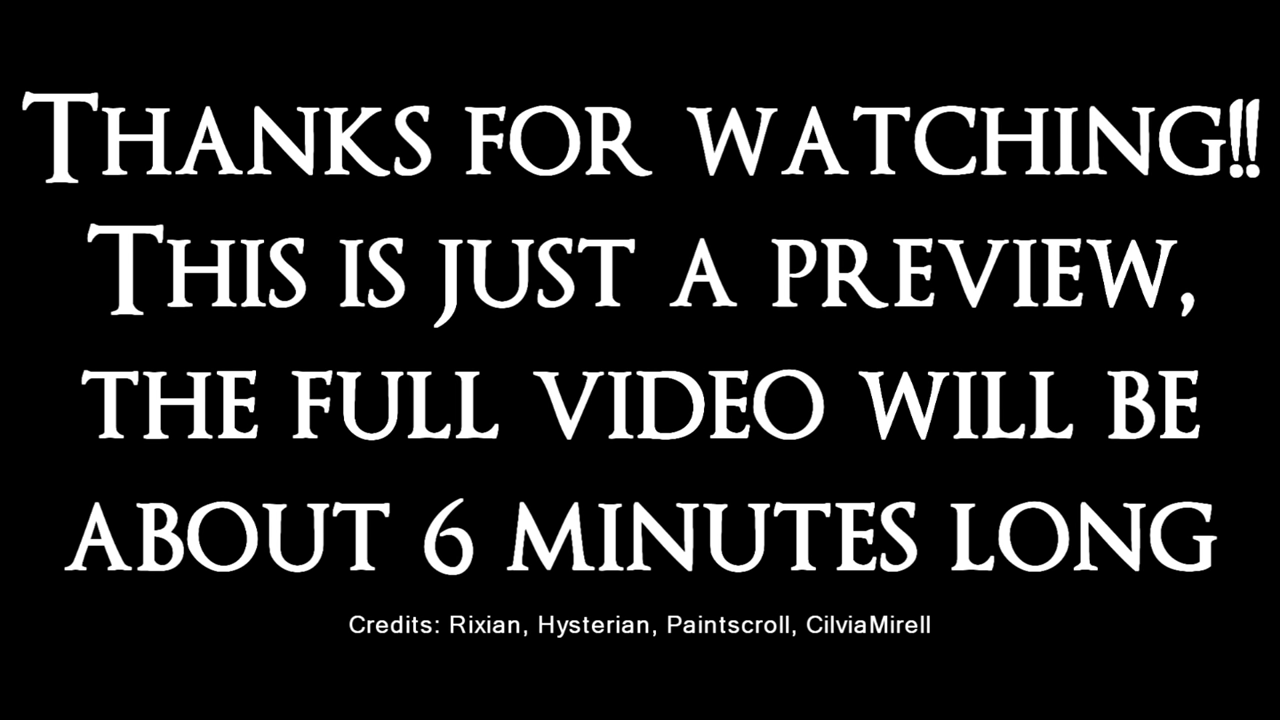 Thanks for watching!!
This is just a preview,
the full video will be
about 6 minutes long
Credits: Rixian, Hysterian, Paintscroll, CilviaMirell